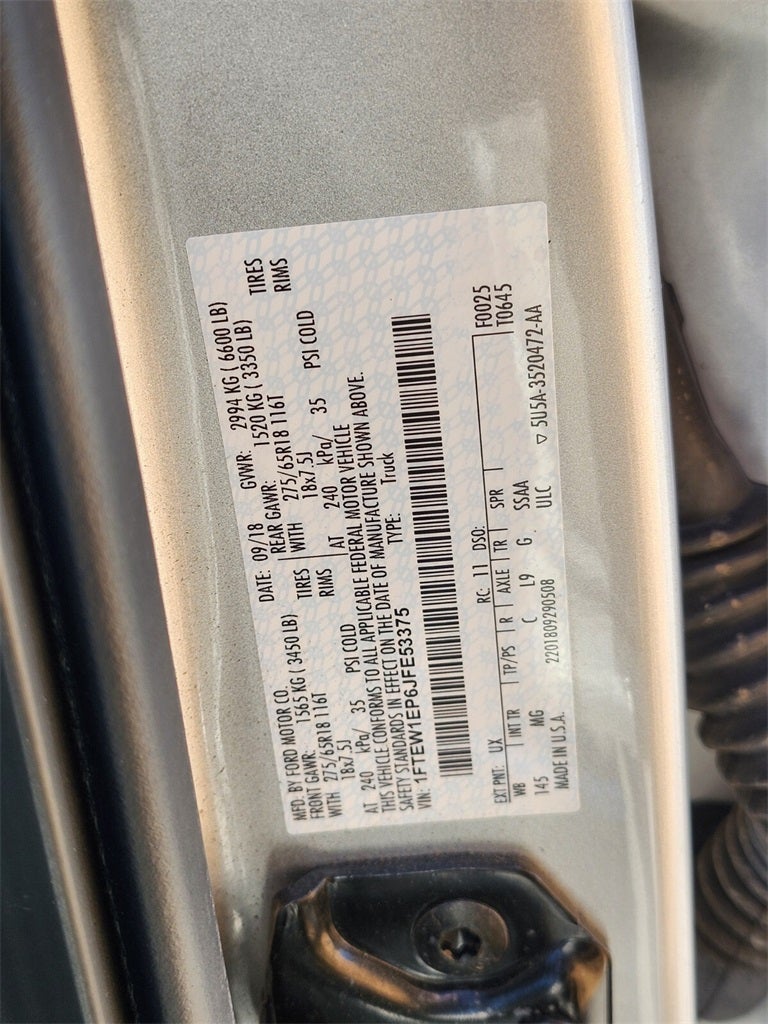 MFD. BY FORD MOTOR CO.
DATE: 09/18 GVWR: 2994 KG ( 6600 LB)
FRONT GAWR: 1565 KG ( 3450 LB)
REAR GAWR: 1520 KG ( 3350 LB)
WITH 275/65R18 116T TIRES
WITH 275/65R18 116T TIRES
18x7.5J RIMS
18x7.5J RIMS
AT 240 kPa/ 35 PSI COLD
AT 240 kPa/ 35 PSI COLD
THIS VEHICLE CONFORMS TO ALL APPLICABLE FEDERAL MOTOR VEHICLE
SAFETY STANDARDS IN EFFECT ON THE DATE OF MANUFACTURE SHOWN ABOVE.
VIN: 1FTEW1EP6JFE53375 TYPE: Truck
F0025
T0645
EXT PNT: UX RC: 11 DSO:
WB INT TR TP/PS R AXLE TR SPR
145 MG C L9 G SSAA
MADE IN U.S.A. 2201809290508 ULC ▽ 5U5A-3520472-AA